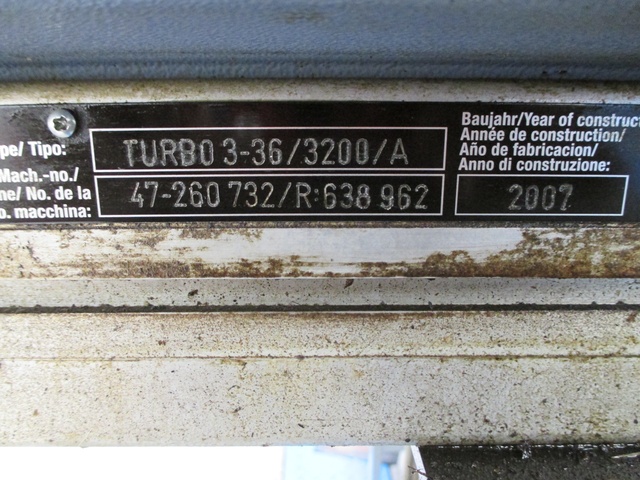 Baujahr/Year of construct
Année de construction/
Año de fabricacion/
Anno di construzione:
2007
pe/ Tipo:
TURBO 3-36/3200/A
Mach.-no./
ne/ No. de la
o. macchina:
47-260 732/R:638 962